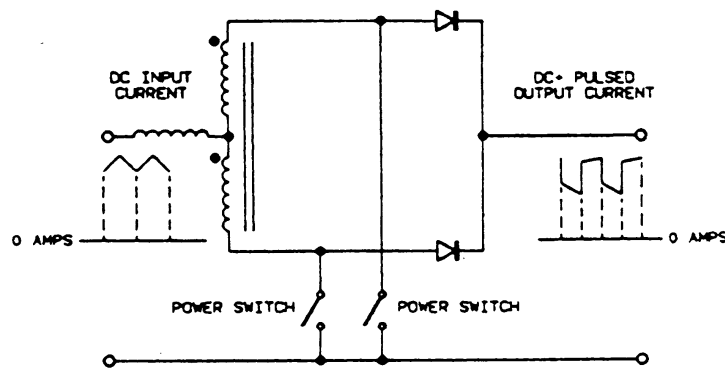 DC INPUT
CURRENT
DC+ PULSED
OUTPUT CURRENT
0 AMPS
0 AMPS
POWER SWITCH
POWER SWITCH